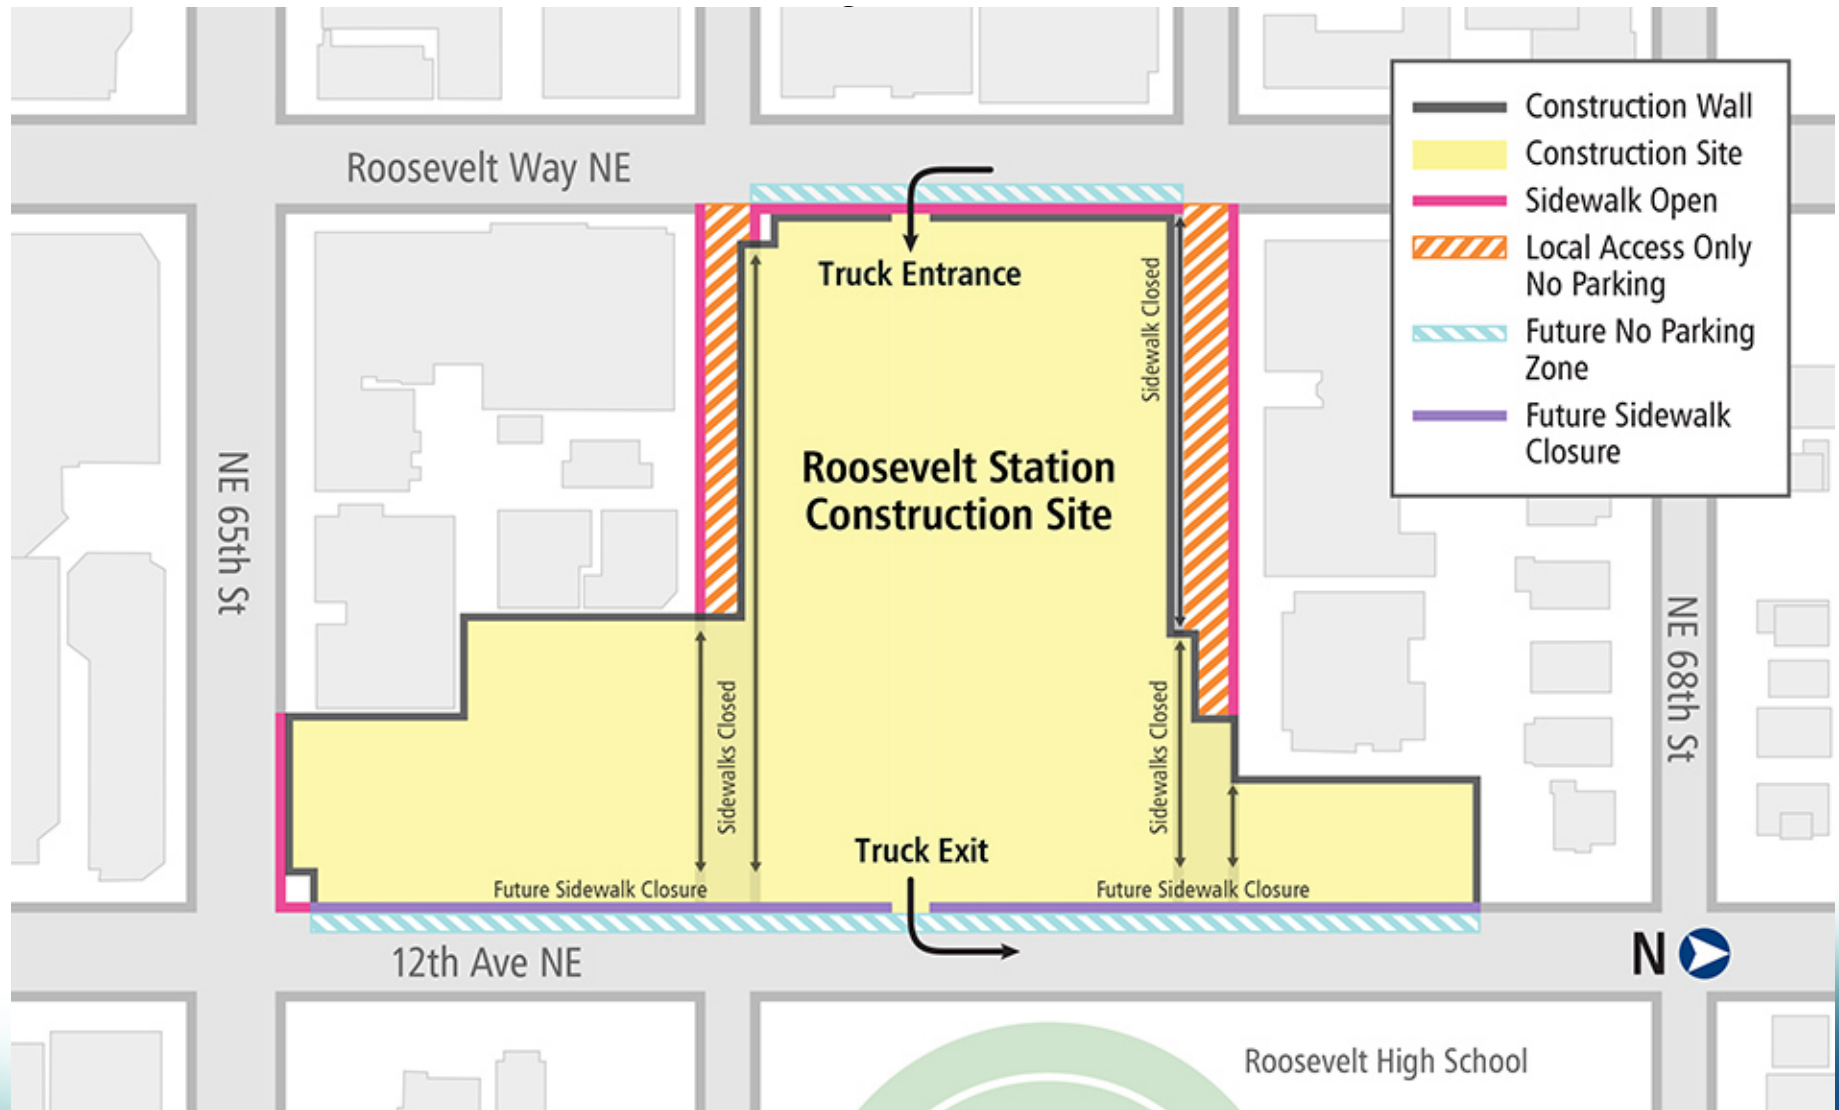 Roosevelt Way NE
Truck Entrance
Sidewalk Closed
Roosevelt Station
Construction Site
NE 65th St
Sidewalks Closed
Sidewalks Closed
NE 68th St
Truck Exit
Future Sidewalk Closure
Future Sidewalk Closure
12th Ave NE
N
Roosevelt High School
Construction Wall
Construction Site
Sidewalk Open
Local Access Only
No Parking
Future No Parking
Zone
Future Sidewalk
Closure